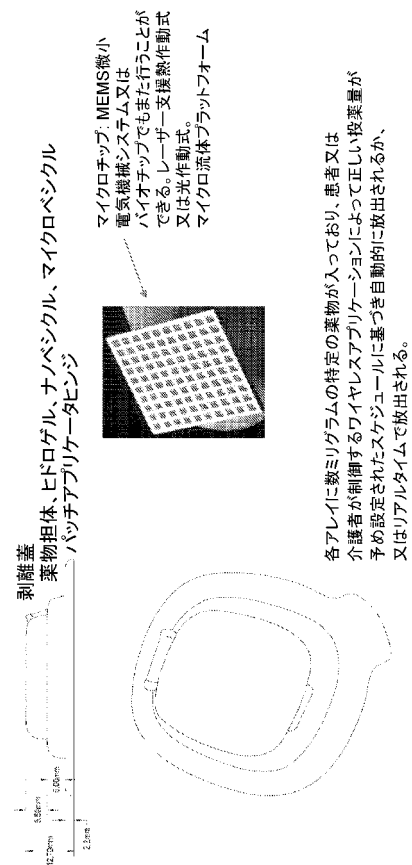 剥離蓋
薬物担体、ヒドロゲル、ナノベシクル、マイクロベシクル
パッチアプリケータヒンジ
12.70mm
2.2mm
マイクロチップ: MEMS微小
電気機械システム又は
バイオチップでもまた行うことが
できる。レーザー支援熱作動式
又は光作動式。
マイクロ流体プラットフォーム
各アレイに数ミリグラムの特定の薬物が入っており、患者又は
介護者が制御するワイヤレスアプリケーションによって正しい投薬量が
予め設定されたスケジュールに基づき自動的に放出されるか、
又はリアルタイムで放出される。